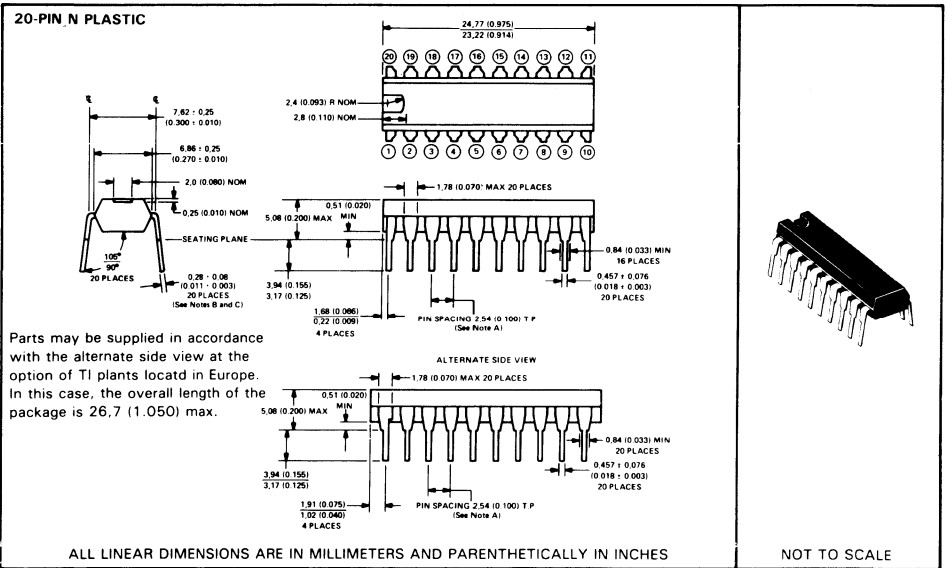 20-PIN N PLASTIC
24,77 (0.975)
23,22 (0.914)
20 19 18 17 16 15 14 13 12 11
2,4 (0.093) R NOM
2.8 (0.110) NOM
1 2 3 4 5 6 7 8 9 10
℄ ℄
7,62 ± 0,25
(0.300 ± 0.010)
6,86 ± 0,25
(0.270 ± 0.010)
2,0 (0.080) NOM
0,25 (0.010) NOM
SEATING PLANE
105°
90°
20 PLACES
0,28 ± 0,08
(0.011 ± 0.003)
20 PLACES
(See Notes B and C)
1,78 (0.070) MAX 20 PLACES
0,51 (0.020)
MIN
5,08 (0.200) MAX
0,84 (0.033) MIN
16 PLACES
0,457 ± 0,076
(0.018 ± 0.003)
20 PLACES
3,94 (0.155)
3,17 (0.125)
1,68 (0.086)
0,22 (0.009)
4 PLACES
PIN SPACING 2,54 (0 100) T.P
(See Note A)
Parts may be supplied in accordance
with the alternate side view at the
option of TI plants locatd in Europe.
In this case, the overall length of the
package is 26,7 (1.050) max.
ALTERNATE SIDE VIEW
1,78 (0.070) MAX 20 PLACES
0,51 (0.020)
MIN
5,08 (0.200) MAX
0,84 (0.033) MIN
20 PLACES
0,457 ± 0,076
(0.018 ± 0.003)
20 PLACES
3,94 (0.155)
3,17 (0.125)
1,91 (0.075)
1,02 (0.040)
4 PLACES
PIN SPACING 2,54 (0 100) T.P
(See Note A)
ALL LINEAR DIMENSIONS ARE IN MILLIMETERS AND PARENTHETICALLY IN INCHES
NOT TO SCALE